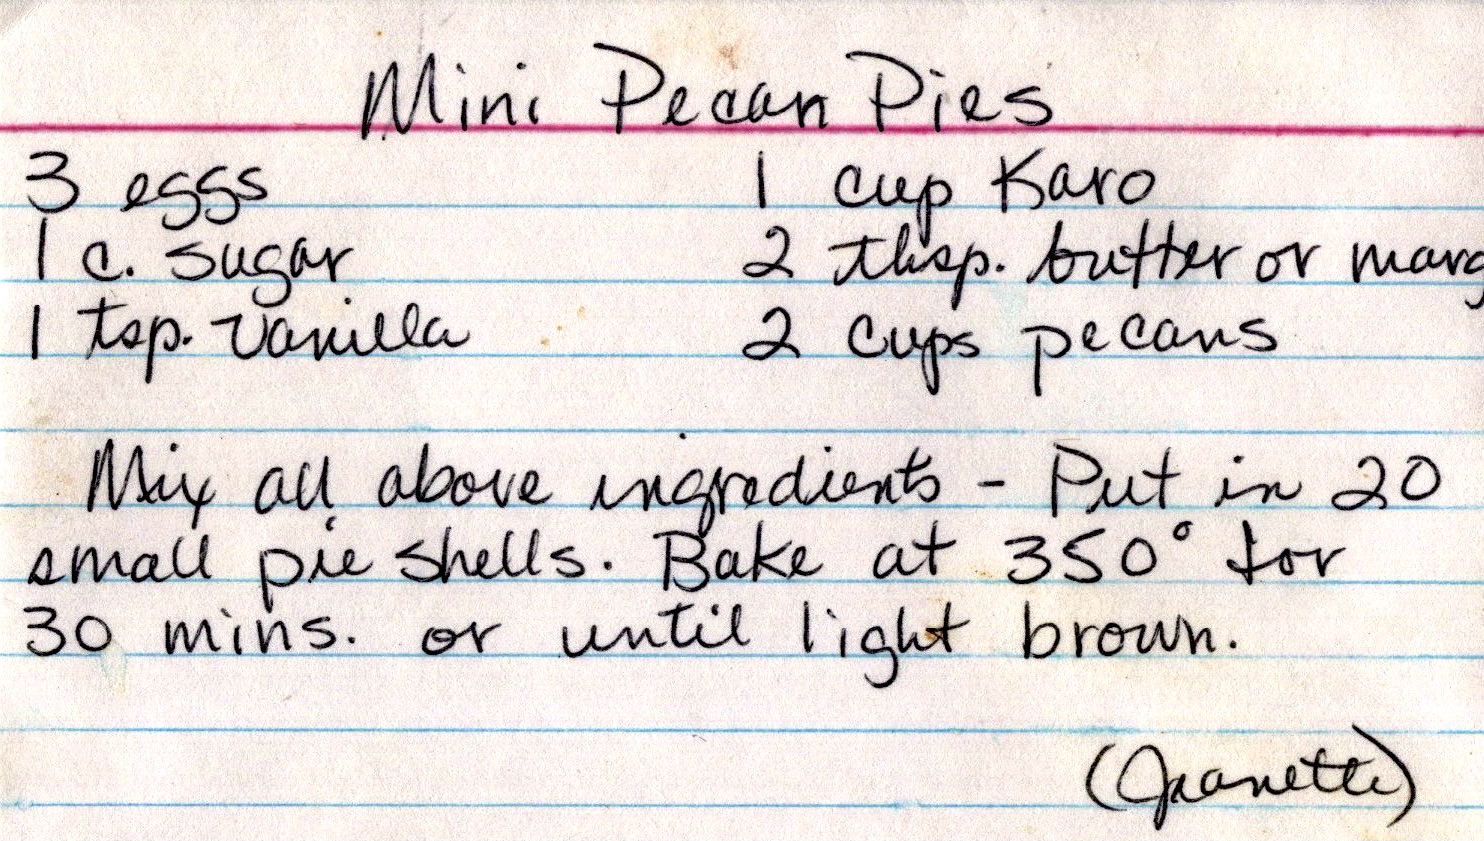 Mini Pecan Pies
3 eggs 1 cup Karo
1 c. sugar 2 tbsp. butter or marg
1 tsp. vanilla 2 cups pecans
Mix all above ingredients - Put in 20
small pie shells. Bake at 350° for
30 mins. or until light brown.
(Jeanette)